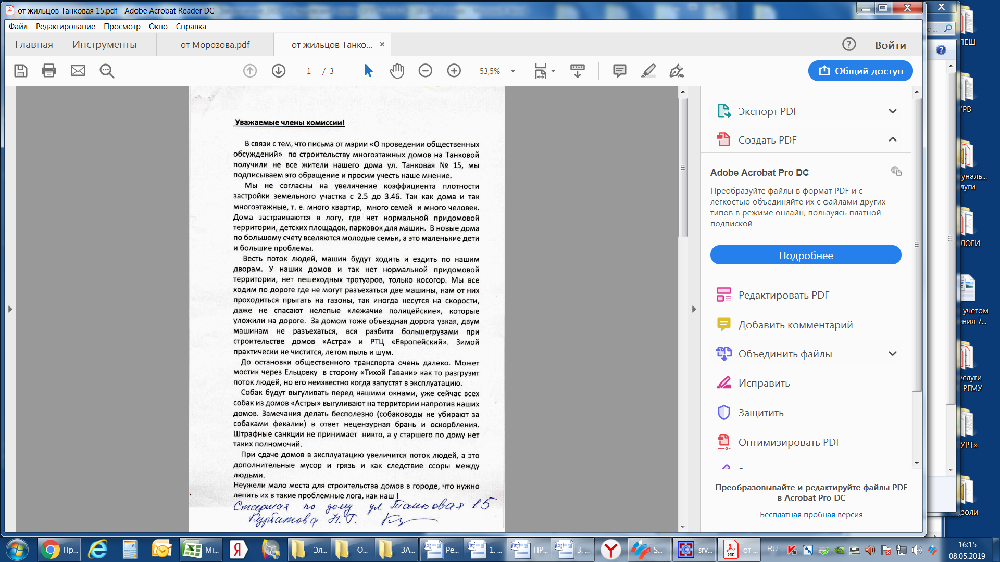 от жильцов Танковая 15.pdf - Adobe Acrobat Reader DC
Файл Редактирование Просмотр Окно Справка
Главная Инструменты от Морозова.pdf от жильцов Танко... Войти
1 / 3 53,5% Общий доступ
Уважаемые члены комиссии!
В связи с тем, что письма от мэрии «О проведении общественных
обсуждений» по строительству многоэтажных домов на Танковой
получили не все жители нашего дома ул. Танковая № 15, мы
подписываем это обращение и просим учесть наше мнение.
Мы не согласны на увеличение коэффициента плотности
застройки земельного участка с 2.5 до 3.46. Так как дома и так
многоэтажные, т. е. много квартир, много семей и много человек.
Дома застраиваются в логу, где нет нормальной придомовой
территории, детских площадок, парковок для машин. В новые дома
по большому счету вселяются молодые семьи, а это маленькие дети
и большие проблемы.
Весть поток людей, машин будут ходить и ездить по нашим
дворам. У наших домов и так нет нормальной придомовой
территории, нет пешеходных тротуаров, только косогор. Мы все
ходим по дороге где не могут разъехаться две машины, нам от них
проходиться прыгать на газоны, так иногда несутся на скорости,
даже не спасают нелепые «лежачие полицейские», которые
уложили на дороге. За домом тоже объездная дорога узкая, двум
машинам не разъехаться, вся разбита большегрузами при
строительстве домов «Астра» и РТЦ «Европейский». Зимой
практически не чистится, летом пыль и шум.
До остановки общественного транспорта очень далеко. Может
мостик через Ельцовку в сторону «Тихой Гавани» как то разгрузит
поток людей, но его неизвестно когда запустят в эксплуатацию.
Собак будут выгуливать перед нашими окнами, уже сейчас всех
собак из домов «Астры» выгуливают на территории напротив наших
домов. Замечания делать бесполезно (собаководы не убирают за
собаками фекалии) в ответ нецензурная брань и оскорбления.
Штрафные санкции не принимает никто, а у старшего по дому нет
таких полномочий.
При сдаче домов в эксплуатацию увеличится поток людей, а это
дополнительные мусор и грязь и как следствие ссоры между
людьми.
Неужели мало места для строительства домов в городе, что нужно
лепить их в такие проблемные лога, как наш !
Старшая по дому ул. Танковая 15
Курбатова Н. Г.
Экспорт PDF
Создать PDF
Adobe Acrobat Pro DC
Преобразуйте файлы в формат PDF и с
легкостью объединяйте их с файлами других
типов в режиме онлайн, пользуясь платной
подпиской
Подробнее
Редактировать PDF
Добавить комментарий
Объединить файлы
Исправить
Защитить
Оптимизировать PDF
Преобразовывайте и редактируйте файлы PDF
в Acrobat Pro DC
Бесплатная пробная версия
ЛЕШ
УРВ
уналь...
луги
ЛОГИ
учетом
ения 7...
услуги
РГМУ
УРТ»
роли
Пр... Mi... Эл... О... ЗА... Ре... 1. ... ПР... 3. ... S... srv... от ... RU
16:15
08.05.2019